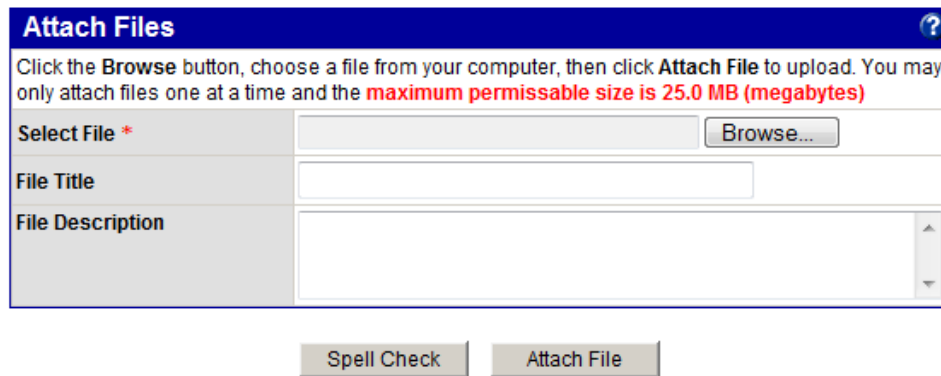 Attach Files ?
Click the Browse button, choose a file from your computer, then click Attach File to upload. You may
only attach files one at a time and the maximum permissable size is 25.0 MB (megabytes)
Select File * Browse...
File Title
File Description
Spell Check Attach File